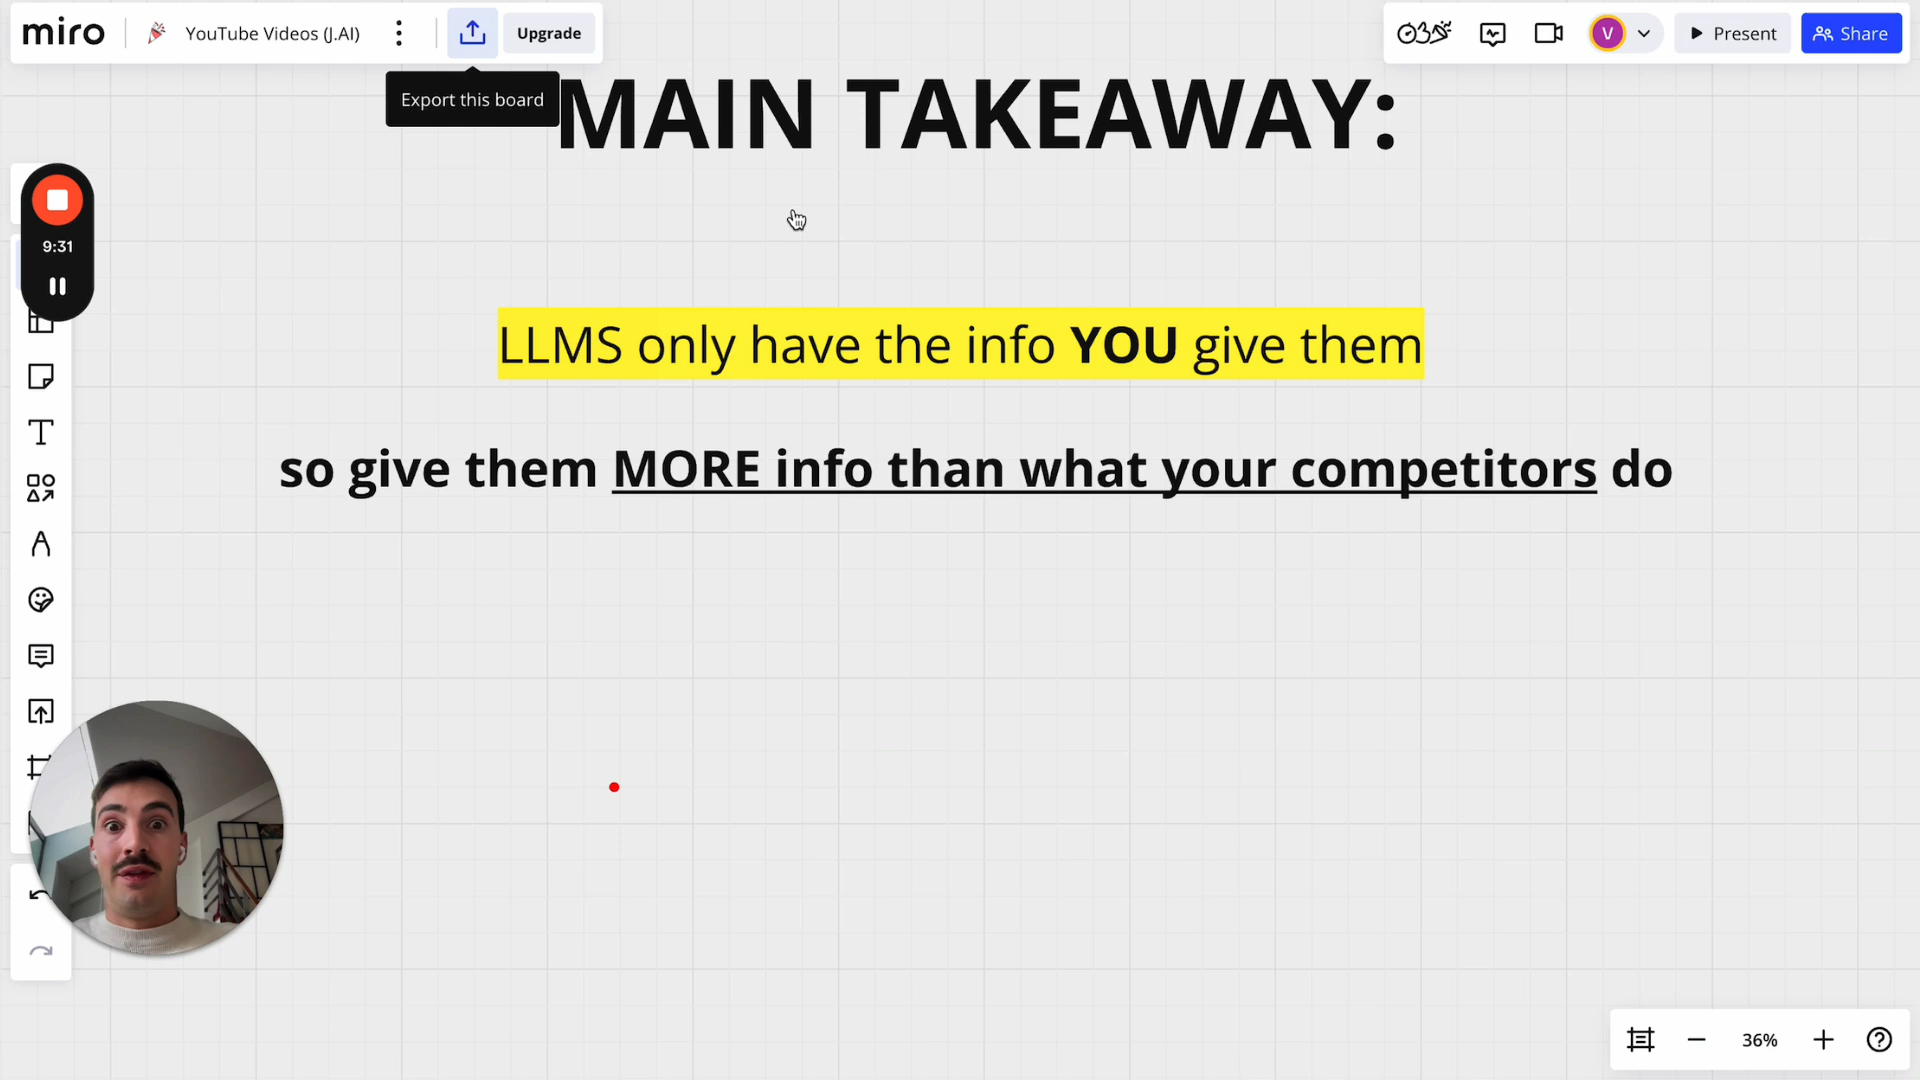 miro
YouTube Videos (J.AI)
Upgrade
Present
Share
Export this board
MAIN TAKEAWAY:
9:31
LLMS only have the info YOU give them
so give them MORE info than what your competitors do
36%
V